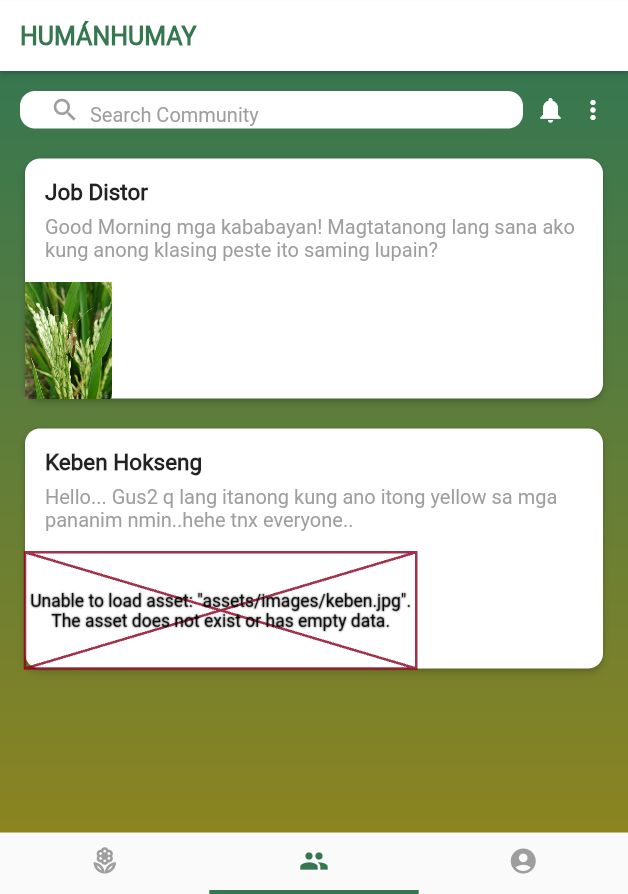 HUMÁNHUMAY
Search Community
Job Distor
Good Morning mga kababayan! Magtatanong lang sana ako
kung anong klasing peste ito saming lupain?
Keben Hokseng
Hello... Gus2 q lang itanong kung ano itong yellow sa mga
pananim nmin..hehe tnx everyone..
Unable to load asset: "assets/images/keben.jpg".
The asset does not exist or has empty data.